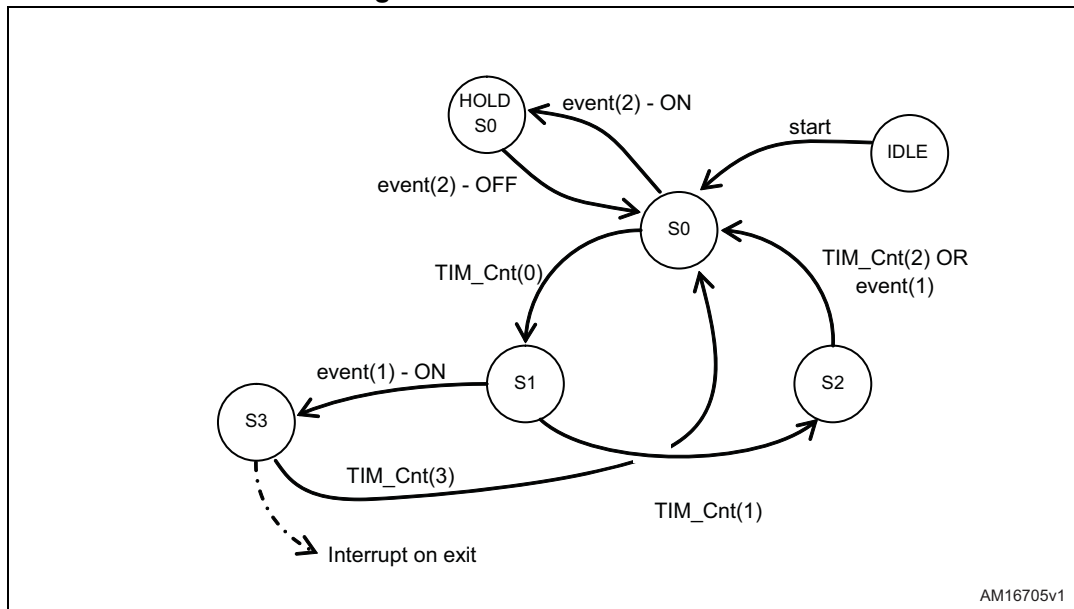 HOLD
S0
event(2) - ON
start
IDLE
event(2) - OFF
S0
TIM_Cnt(0)
TIM_Cnt(2) OR
event(1)
event(1) - ON
S1
S2
S3
TIM_Cnt(3)
TIM_Cnt(1)
Interrupt on exit
AM16705v1